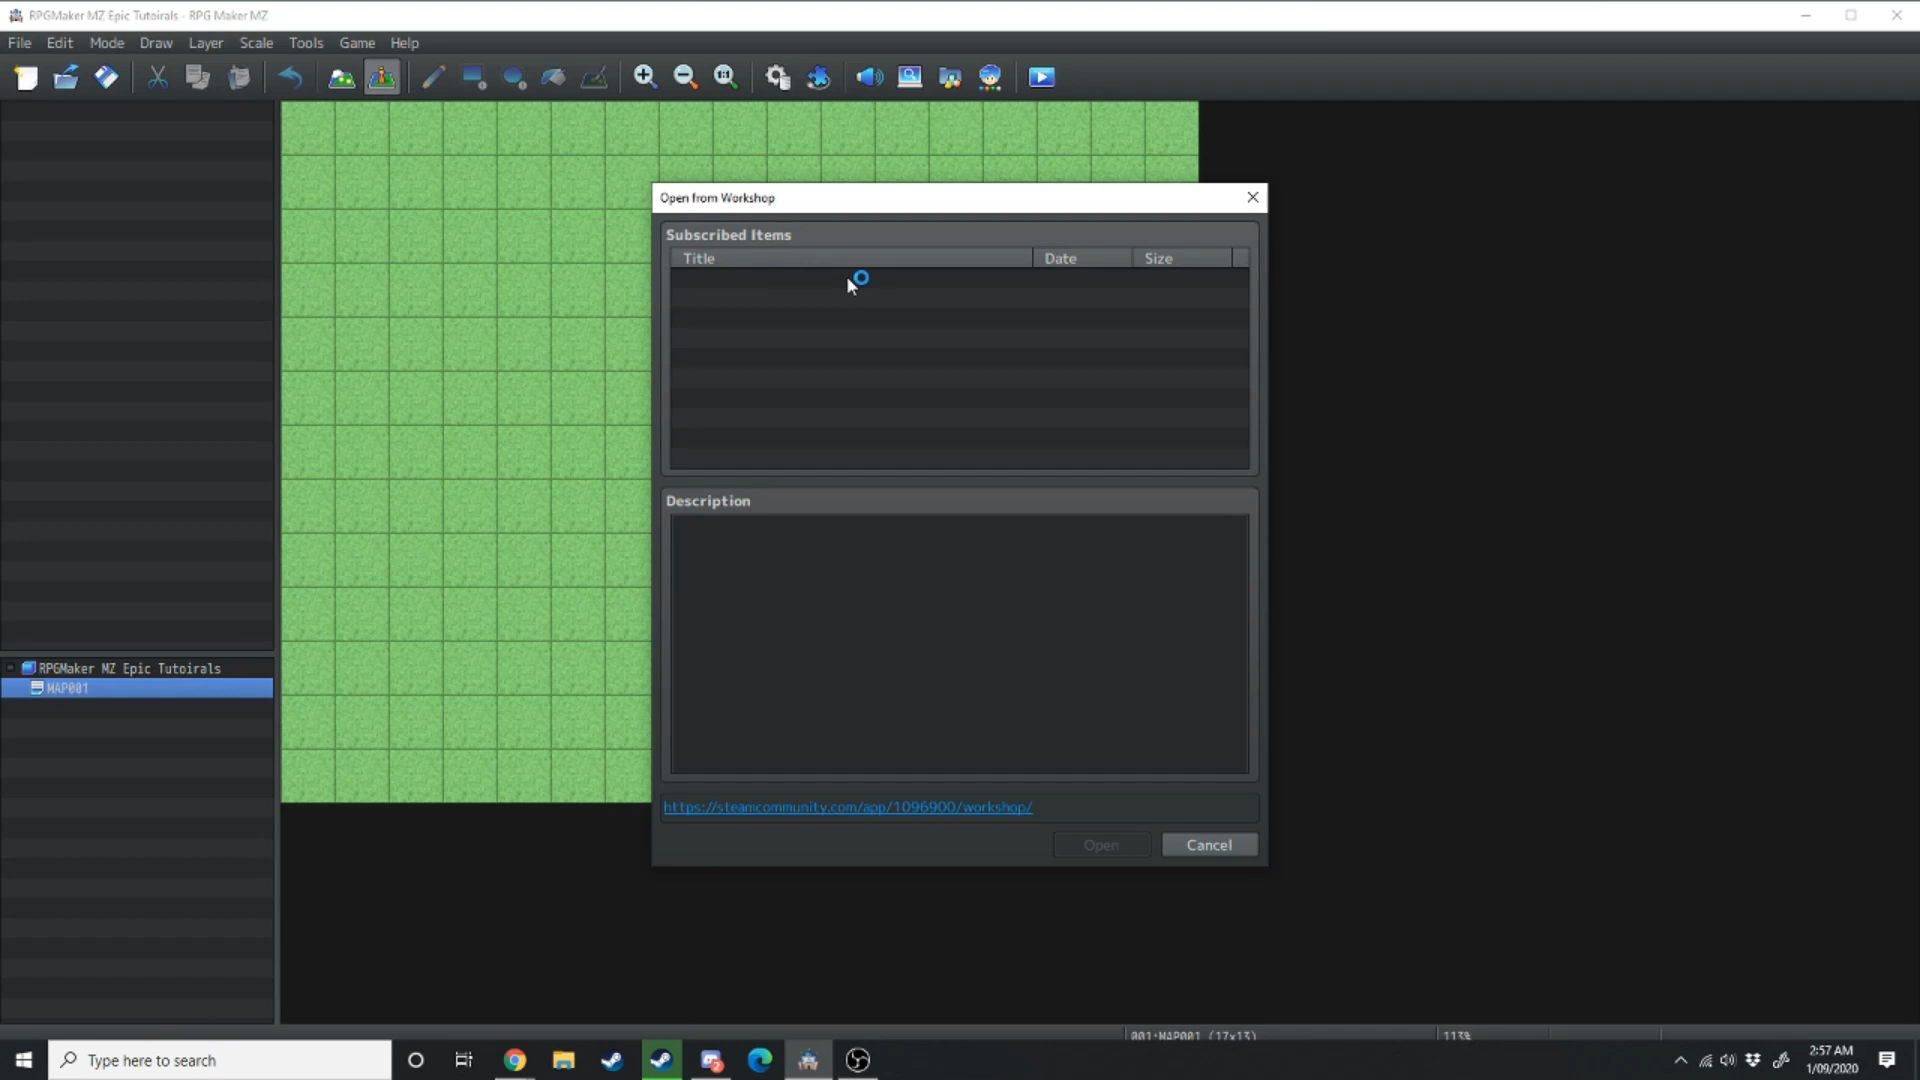 RPGMaker MZ Epic Tutoirals - RPG Maker MZ
File Edit Mode Draw Layer Scale Tools Game Help
Open from Workshop
Subscribed Items
Title Date Size
Description
https://steamcommunity.com/app/1096900/workshop/
Open Cancel
RPGMaker MZ Epic Tutoirals
MAP001
001:MAP001 (17x13) 113%
Type here to search
2:57 AM
1/09/2020